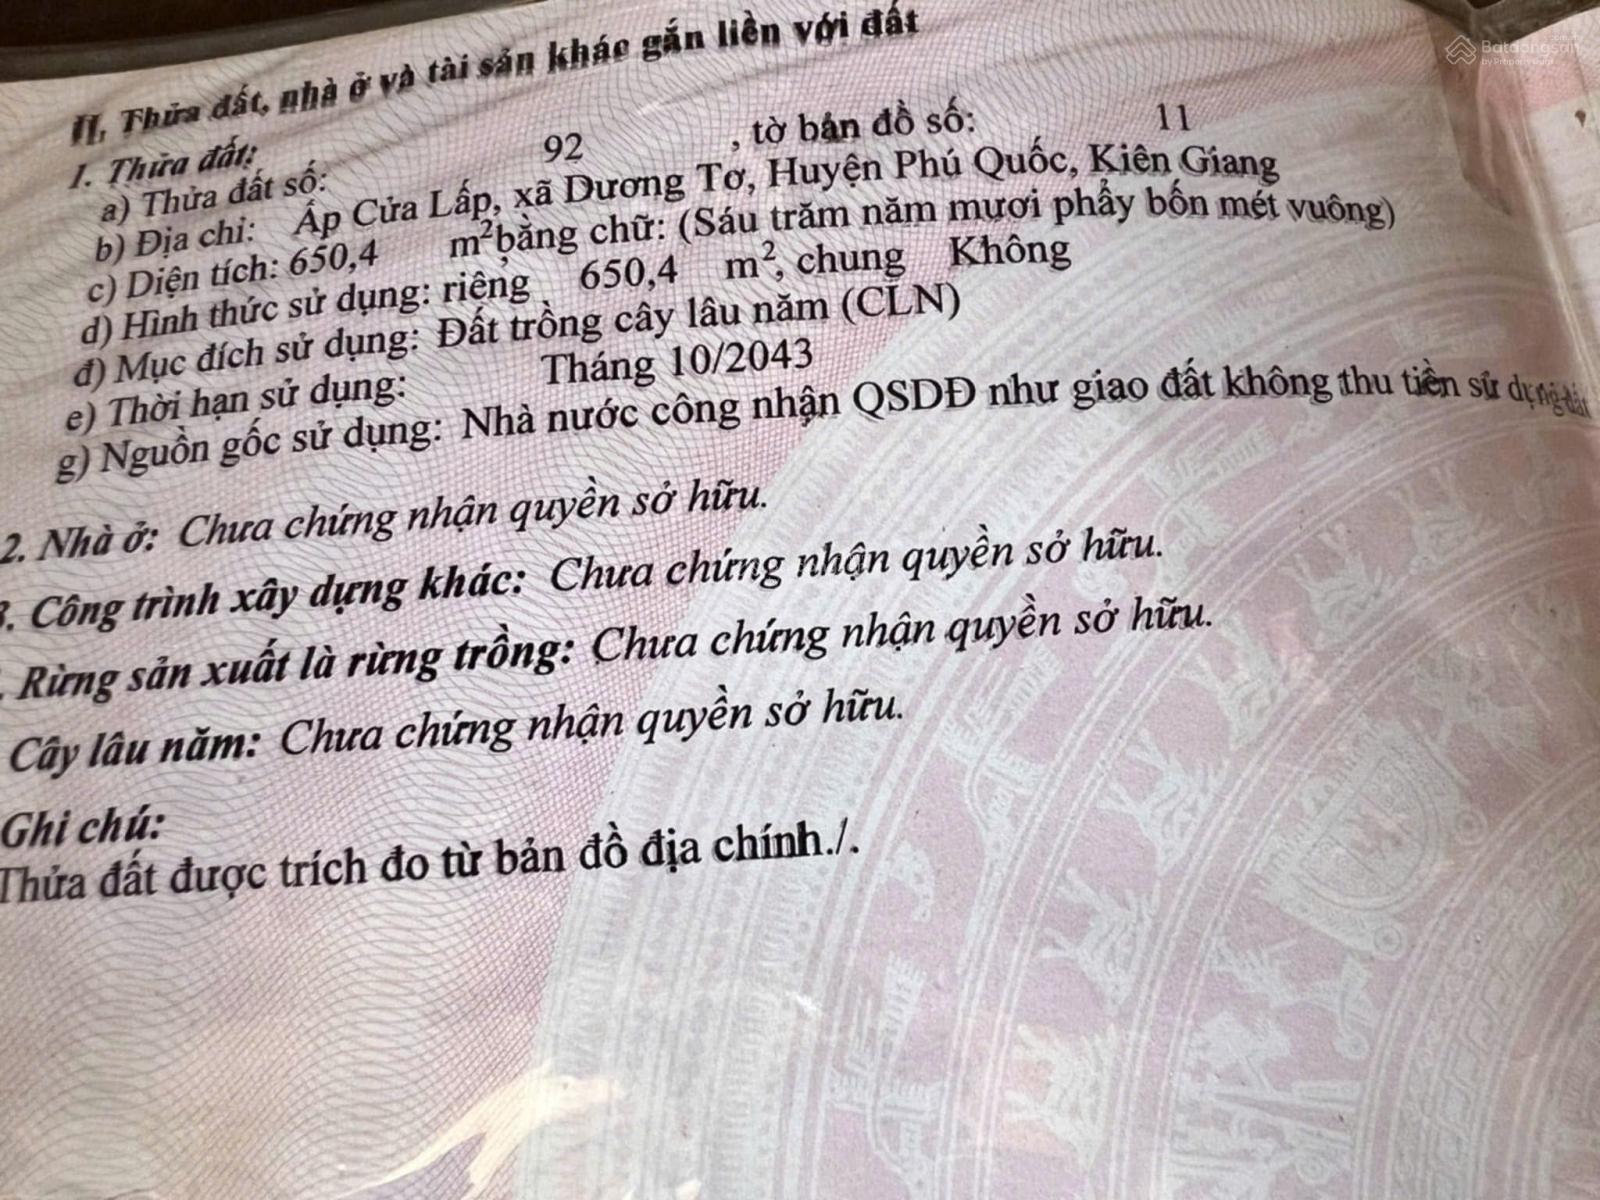 II. Thửa đất, nhà ở và tài sản khác gắn liền với đất
1. Thửa đất:
a) Thửa đất số: 92 , tờ bản đồ số: 11
b) Địa chỉ: Ấp Cửa Lấp, xã Dương Tơ, Huyện Phú Quốc, Kiên Giang
c) Diện tích: 650,4 m², bằng chữ: (Sáu trăm năm mươi phẩy bốn mét vuông)
d) Hình thức sử dụng: riêng 650,4 m², chung Không
đ) Mục đích sử dụng: Đất trồng cây lâu năm (CLN)
e) Thời hạn sử dụng: Tháng 10/2043
g) Nguồn gốc sử dụng: Nhà nước công nhận QSDĐ như giao đất không thu tiền sử dụng đất
2. Nhà ở: Chưa chứng nhận quyền sở hữu.
3. Công trình xây dựng khác: Chưa chứng nhận quyền sở hữu.
. Rừng sản xuất là rừng trồng: Chưa chứng nhận quyền sở hữu.
Cây lâu năm: Chưa chứng nhận quyền sở hữu.
Ghi chú:
Thửa đất được trích đo từ bản đồ địa chính./.
Batdongsan
by PropertyGuru